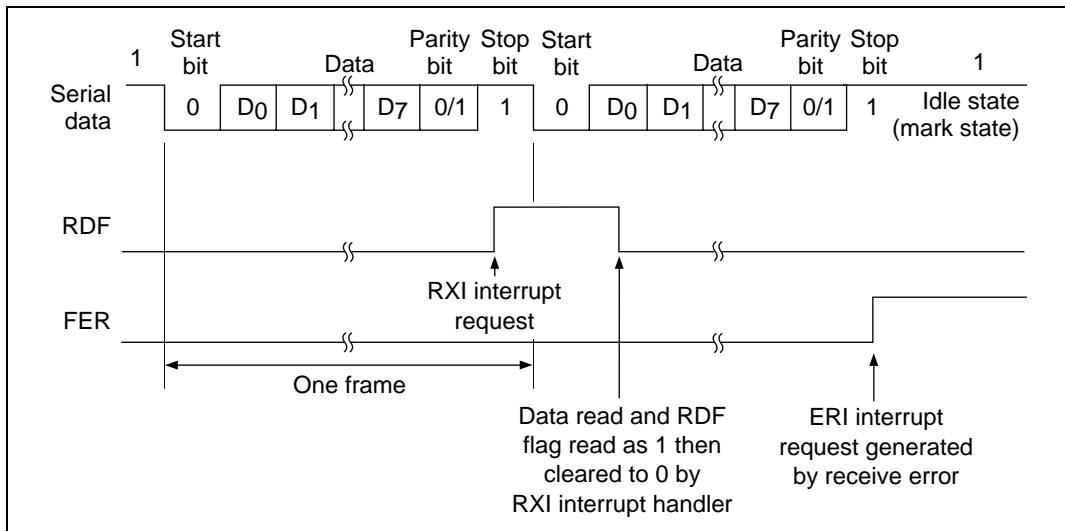 1
Start bit
Data
Parity bit
Stop bit
Start bit
Data
Parity bit
Stop bit
1
Serial data
0
D0
D1
D7
0/1
1
0
D0
D1
D7
0/1
1
Idle state
(mark state)
RDF
RXI interrupt
request
FER
One frame
Data read and RDF
flag read as 1 then
cleared to 0 by
RXI interrupt handler
ERI interrupt
request generated
by receive error